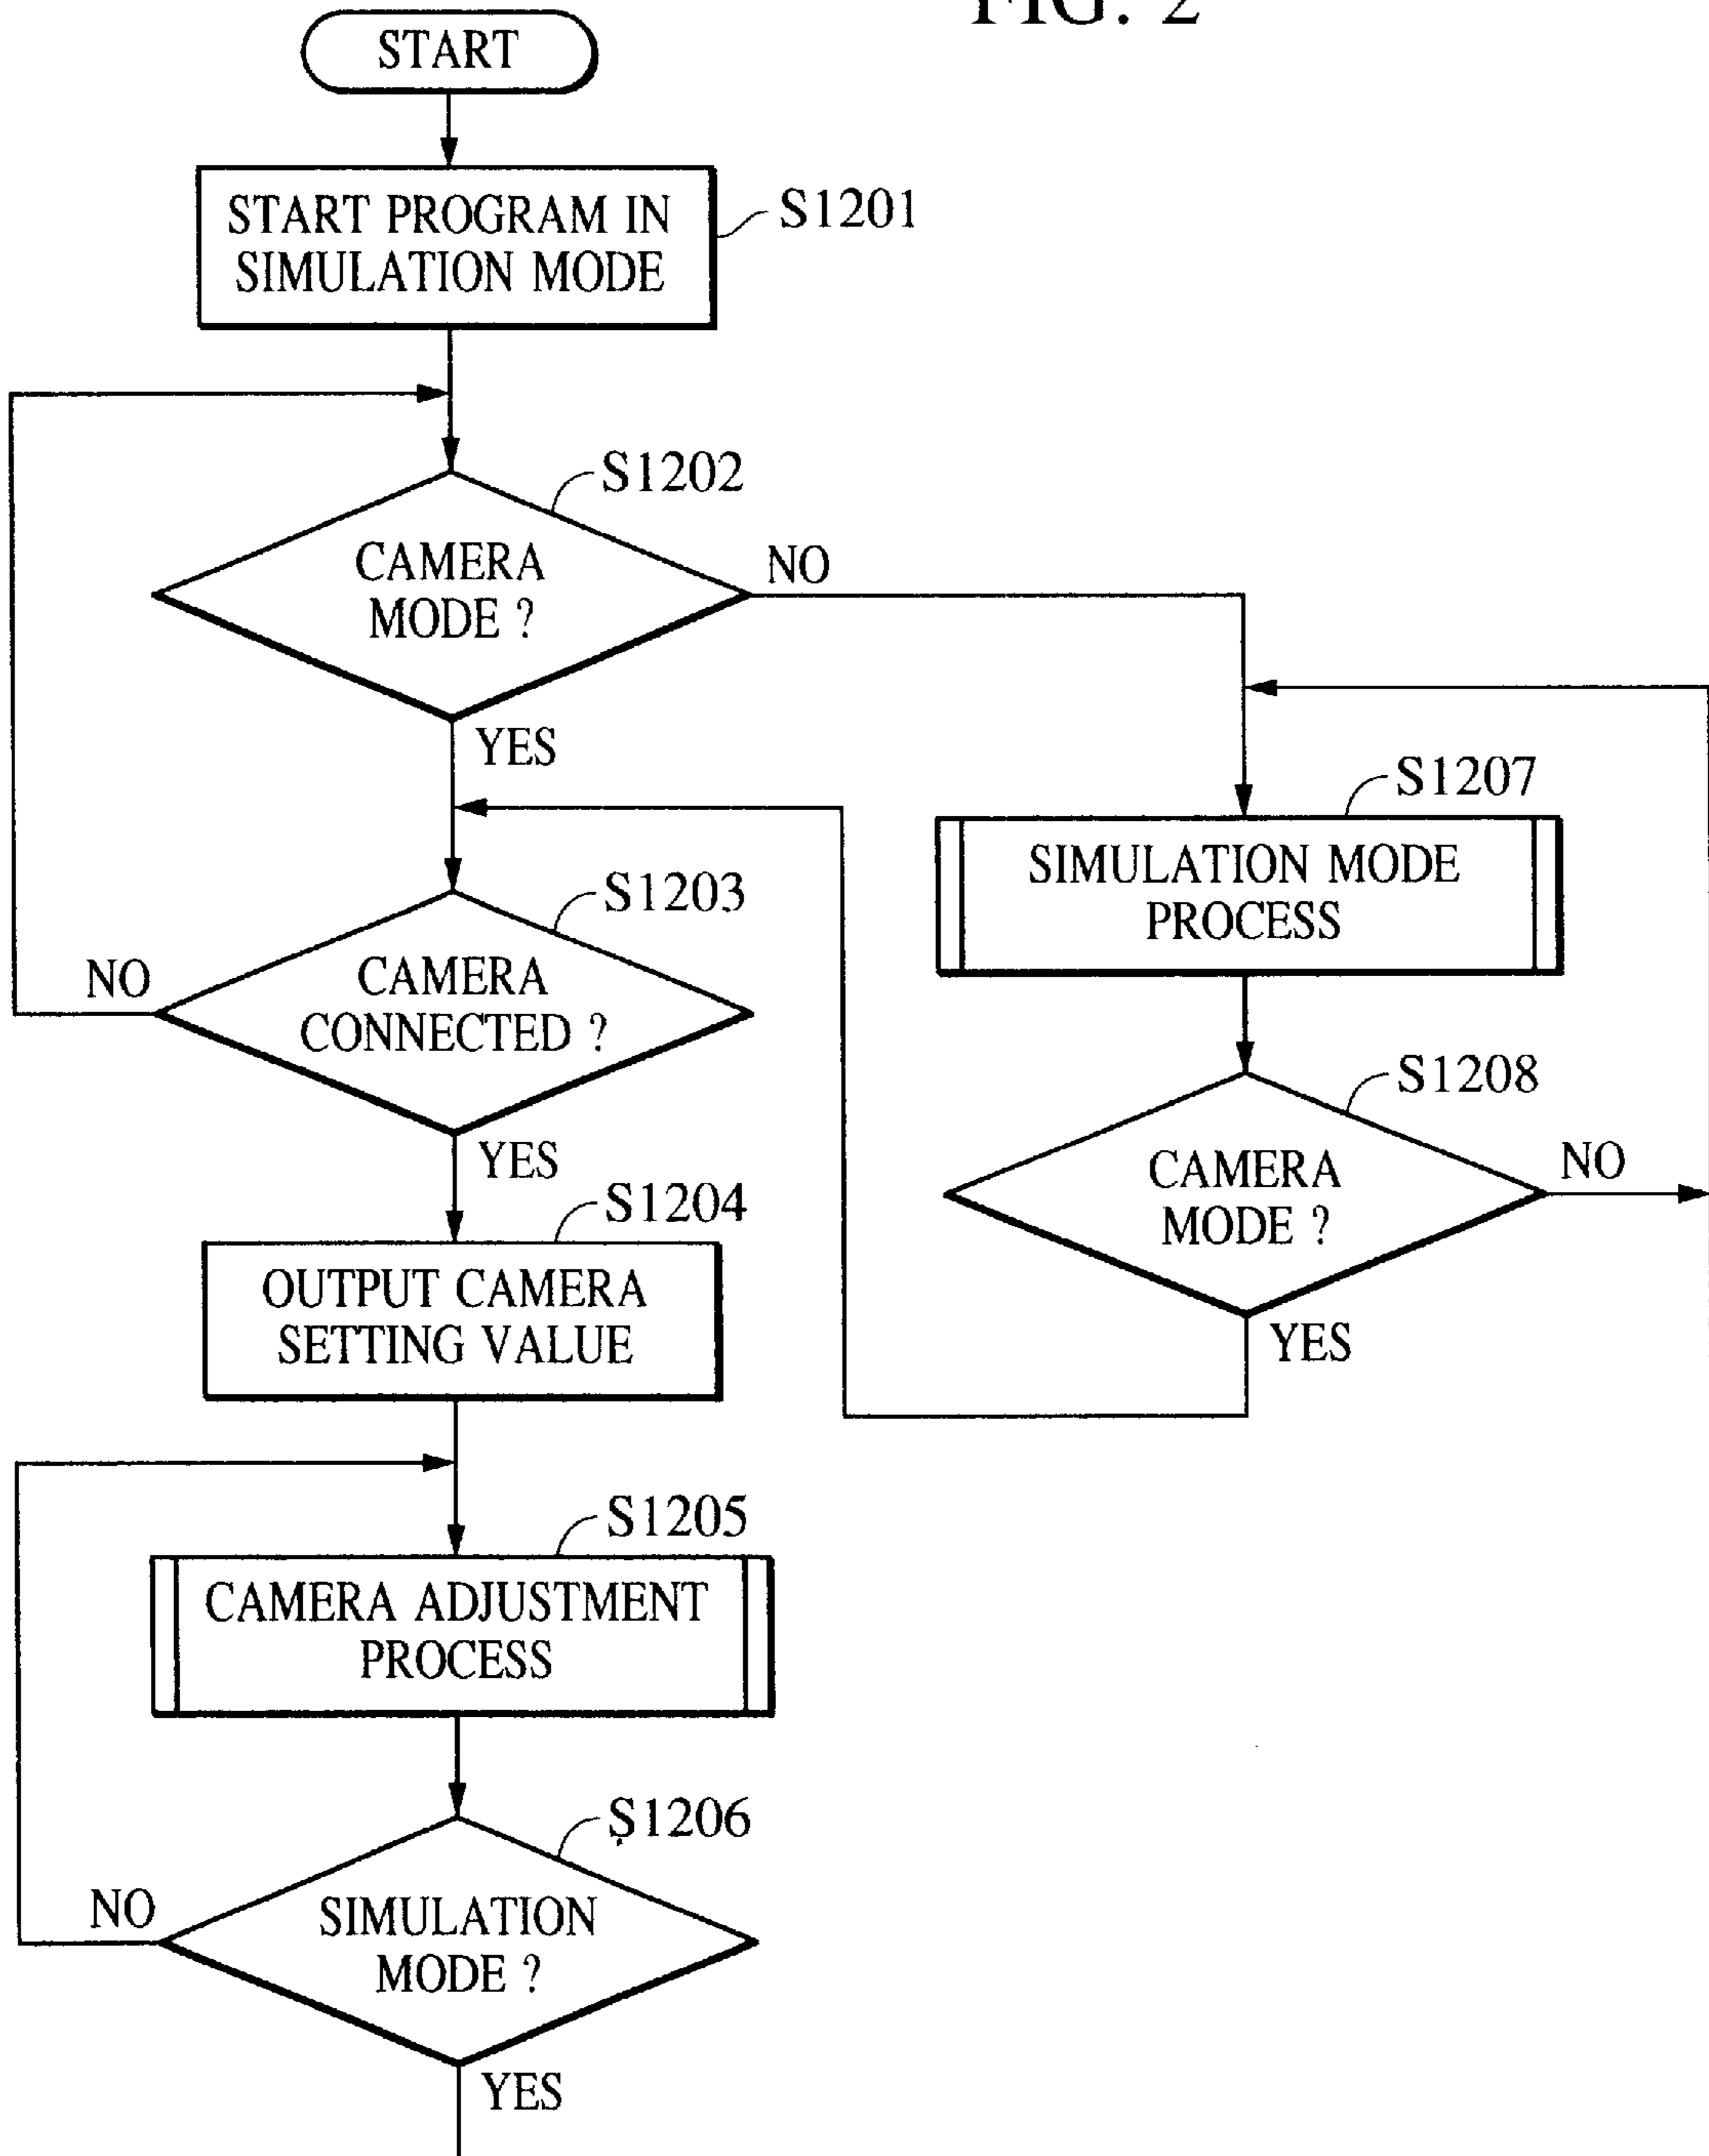 FIG. 2
START
START PROGRAM IN
SIMULATION MODE
S1201
S1202
CAMERA
MODE ?
NO
YES
S1203
CAMERA
CONNECTED ?
NO
YES
S1204
OUTPUT CAMERA
SETTING VALUE
S1205
CAMERA ADJUSTMENT
PROCESS
S1206
SIMULATION
MODE ?
NO
YES
S1207
SIMULATION MODE
PROCESS
S1208
CAMERA
MODE ?
NO
YES